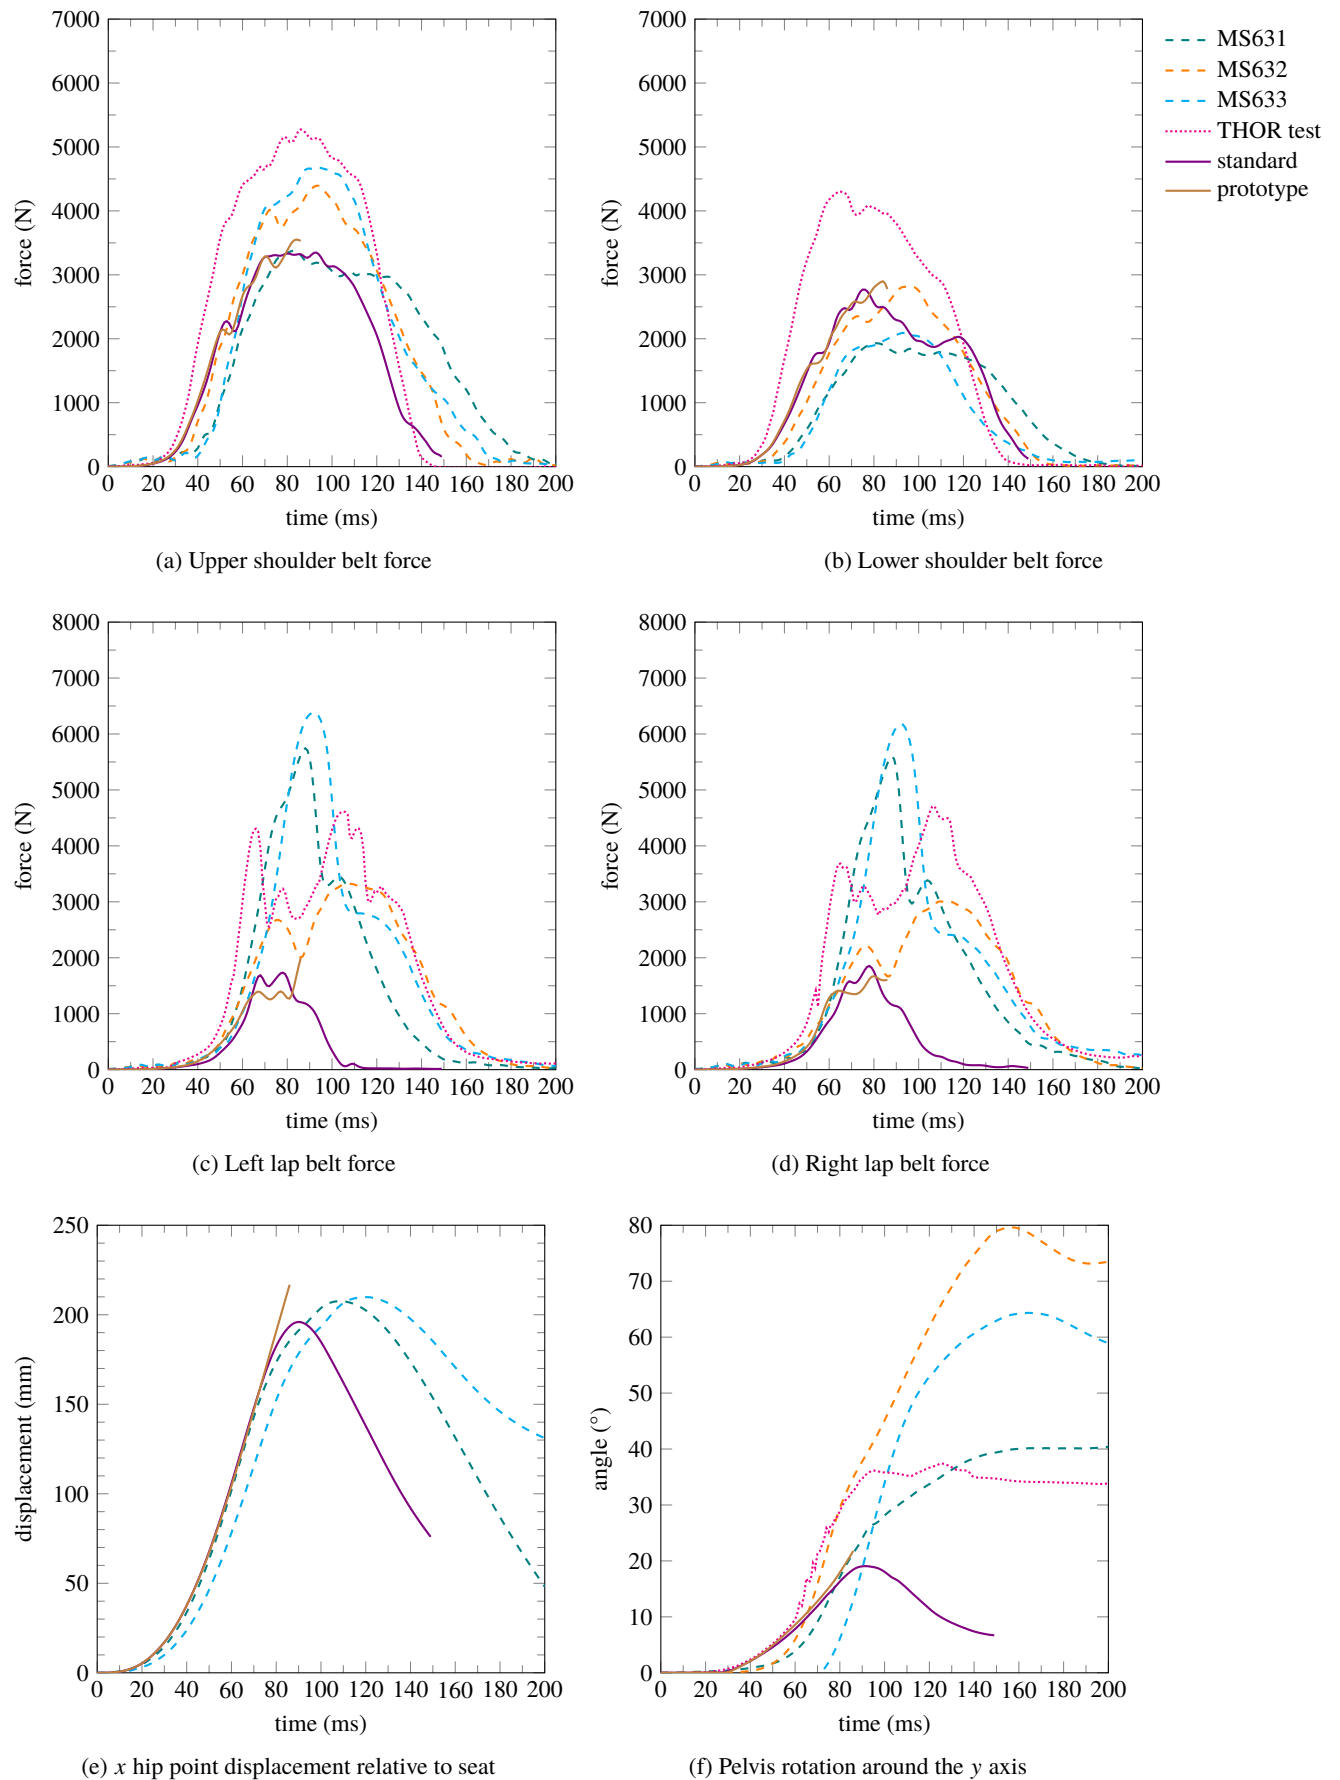 7000
6000
5000
4000
3000
2000
1000
0
force (N)
0 20 40 60 80 100 120 140 160 180 200
time (ms)
(a) Upper shoulder belt force
7000
6000
5000
4000
3000
2000
1000
0
force (N)
0 20 40 60 80 100 120 140 160 180 200
time (ms)
(b) Lower shoulder belt force
MS631
MS632
MS633
THOR test
standard
prototype
8000
7000
6000
5000
4000
3000
2000
1000
0
force (N)
0 20 40 60 80 100 120 140 160 180 200
time (ms)
(c) Left lap belt force
8000
7000
6000
5000
4000
3000
2000
1000
0
force (N)
0 20 40 60 80 100 120 140 160 180 200
time (ms)
(d) Right lap belt force
250
200
150
100
50
0
displacement (mm)
0 20 40 60 80 100 120 140 160 180 200
time (ms)
(e) x hip point displacement relative to seat
80
70
60
50
40
30
20
10
0
angle (°)
0 20 40 60 80 100 120 140 160 180 200
time (ms)
(f) Pelvis rotation around the y axis